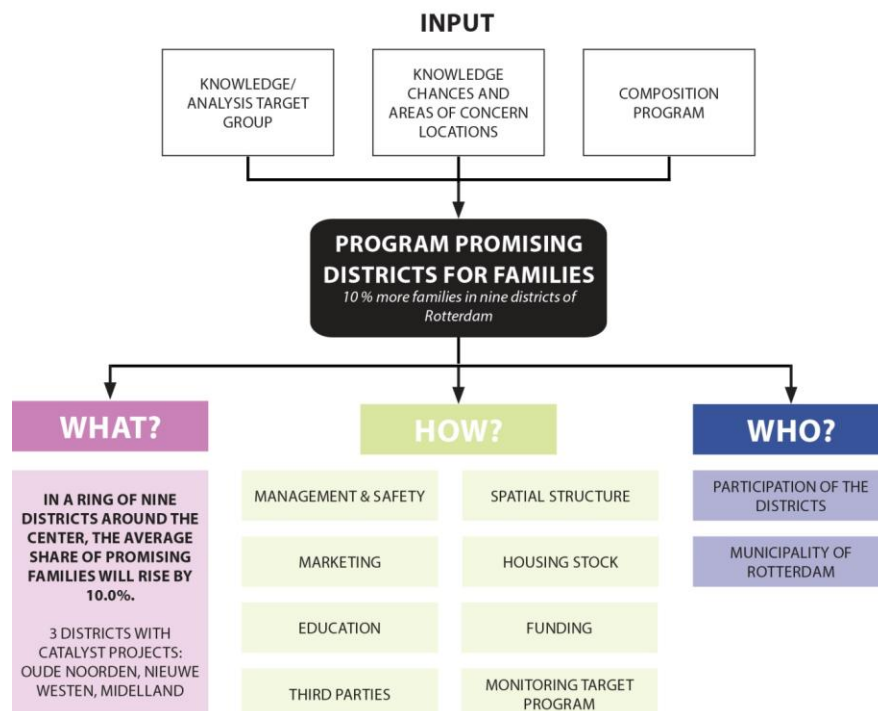 INPUT
KNOWLEDGE/
ANALYSIS TARGET
GROUP
KNOWLEDGE
CHANCES AND
AREAS OF CONCERN
LOCATIONS
COMPOSITION
PROGRAM
PROGRAM PROMISING
DISTRICTS FOR FAMILIES
10 % more families in nine districts of
Rotterdam
WHAT?
IN A RING OF NINE
DISTRICTS AROUND THE
CENTER, THE AVERAGE
SHARE OF PROMISING
FAMILIES WILL RISE BY
10.0%.
3 DISTRICTS WITH
CATALYST PROJECTS:
OUDE NOORDEN, NIEUWE
WESTEN, MIDELLAND
HOW?
MANAGEMENT & SAFETY
SPATIAL STRUCTURE
MARKETING
HOUSING STOCK
EDUCATION
FUNDING
THIRD PARTIES
MONITORING TARGET
PROGRAM
WHO?
PARTICIPATION OF THE
DISTRICTS
MUNICIPALITY OF
ROTTERDAM